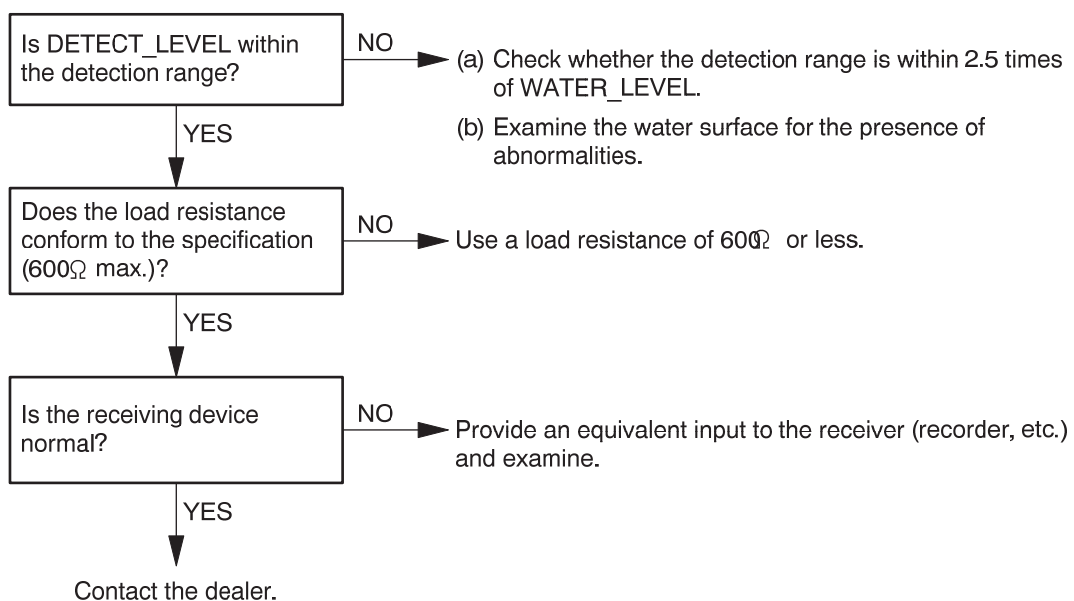 Is DETECT_LEVEL within
the detection range?
NO
(a) Check whether the detection range is within 2.5 times
of WATER_LEVEL.
(b) Examine the water surface for the presence of
abnormalities.
YES
Does the load resistance
conform to the specification
(600Ω max.)?
NO
Use a load resistance of 600Ω or less.
YES
Is the receiving device
normal?
NO
Provide an equivalent input to the receiver (recorder, etc.)
and examine.
YES
Contact the dealer.